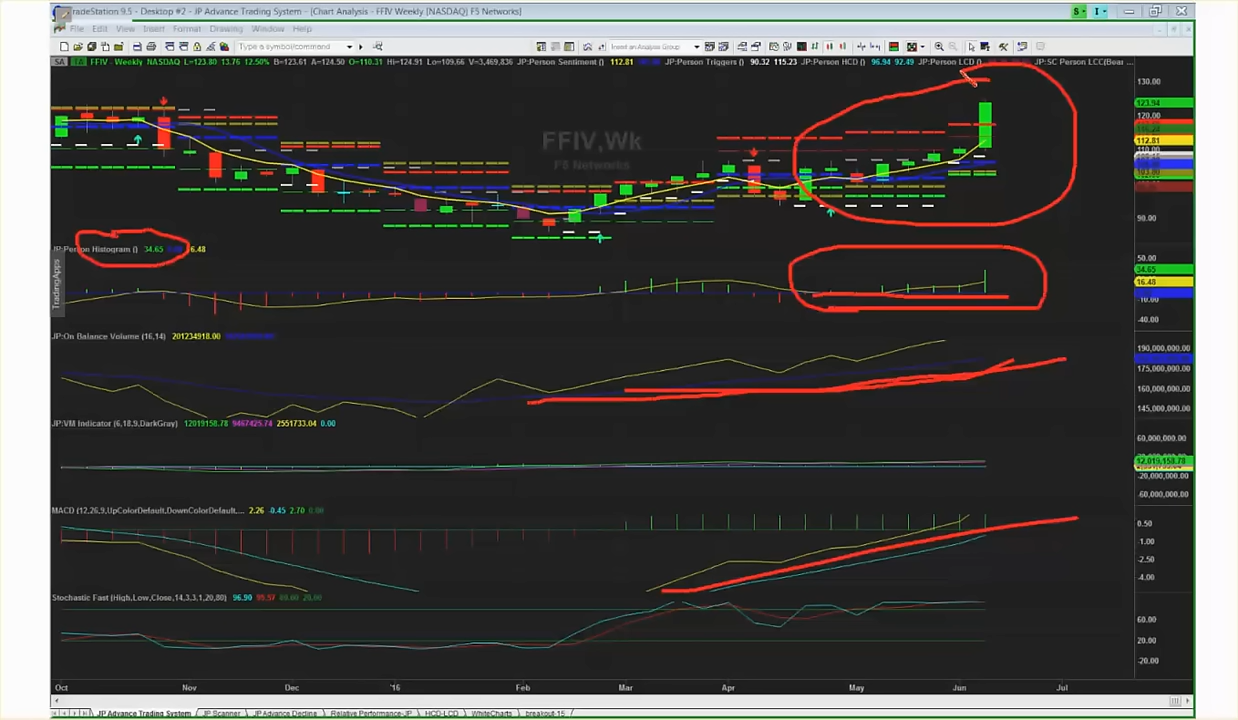 TradeStation 9.5 - Desktop #2 - JP Advance Trading System - [Chart Analysis - FFIV Weekly [NASDAQ] F5 Networks]
File Edit View Insert Format Drawing Window Help
Type a symbol/command
Insert an Analysis Group
FFIV - Weekly NASDAQ L=123.80 13.76 12.50% B=123.61 A=124.50 O=110.31 Hi=124.91 Lo=109.66 V=3,469,836 JP:Person Sentiment () 112.81 JP:Person Triggers () 90.32 115.23 JP:Person HCD () 96.94 92.49 JP:Person LCD () JP:SC Person LCC(Bear ...
130.00
123.94
120.00
112.81
110.00
103.80
90.00
FFIV,Wk
F5 Networks
JP:Person Histogram () 34.65 6.48
50.00
34.65
16.48
-10.00
-40.00
TradingApps
JP:On Balance Volume (16,14) 201234918.00
190,000,000.00
175,000,000.00
160,000,000.00
145,000,000.00
JP:VM Indicator (6,18,9,DarkGray) 12019158.78 9467425.74 2551733.04 0.00
60,000,000.00
12,019,158.78
-20,000,000.00
-60,000,000.00
MACD (12,26,9,UpColorDefault,DownColorDefault,... 2.26 -0.45 2.70 0.00
0.50
-1.00
-2.50
-4.00
Stochastic Fast (High,Low,Close,14,3,3,1,20,80) 96.90 95.57 80.00 20.00
60.00
20.00
-20.00
Oct Nov Dec '16 Feb Mar Apr May Jun Jul
JP Advance Trading System JP Scanner JP Advance Decline Relative Performance-JP HCD-LCD WhiteCharts breakout-15